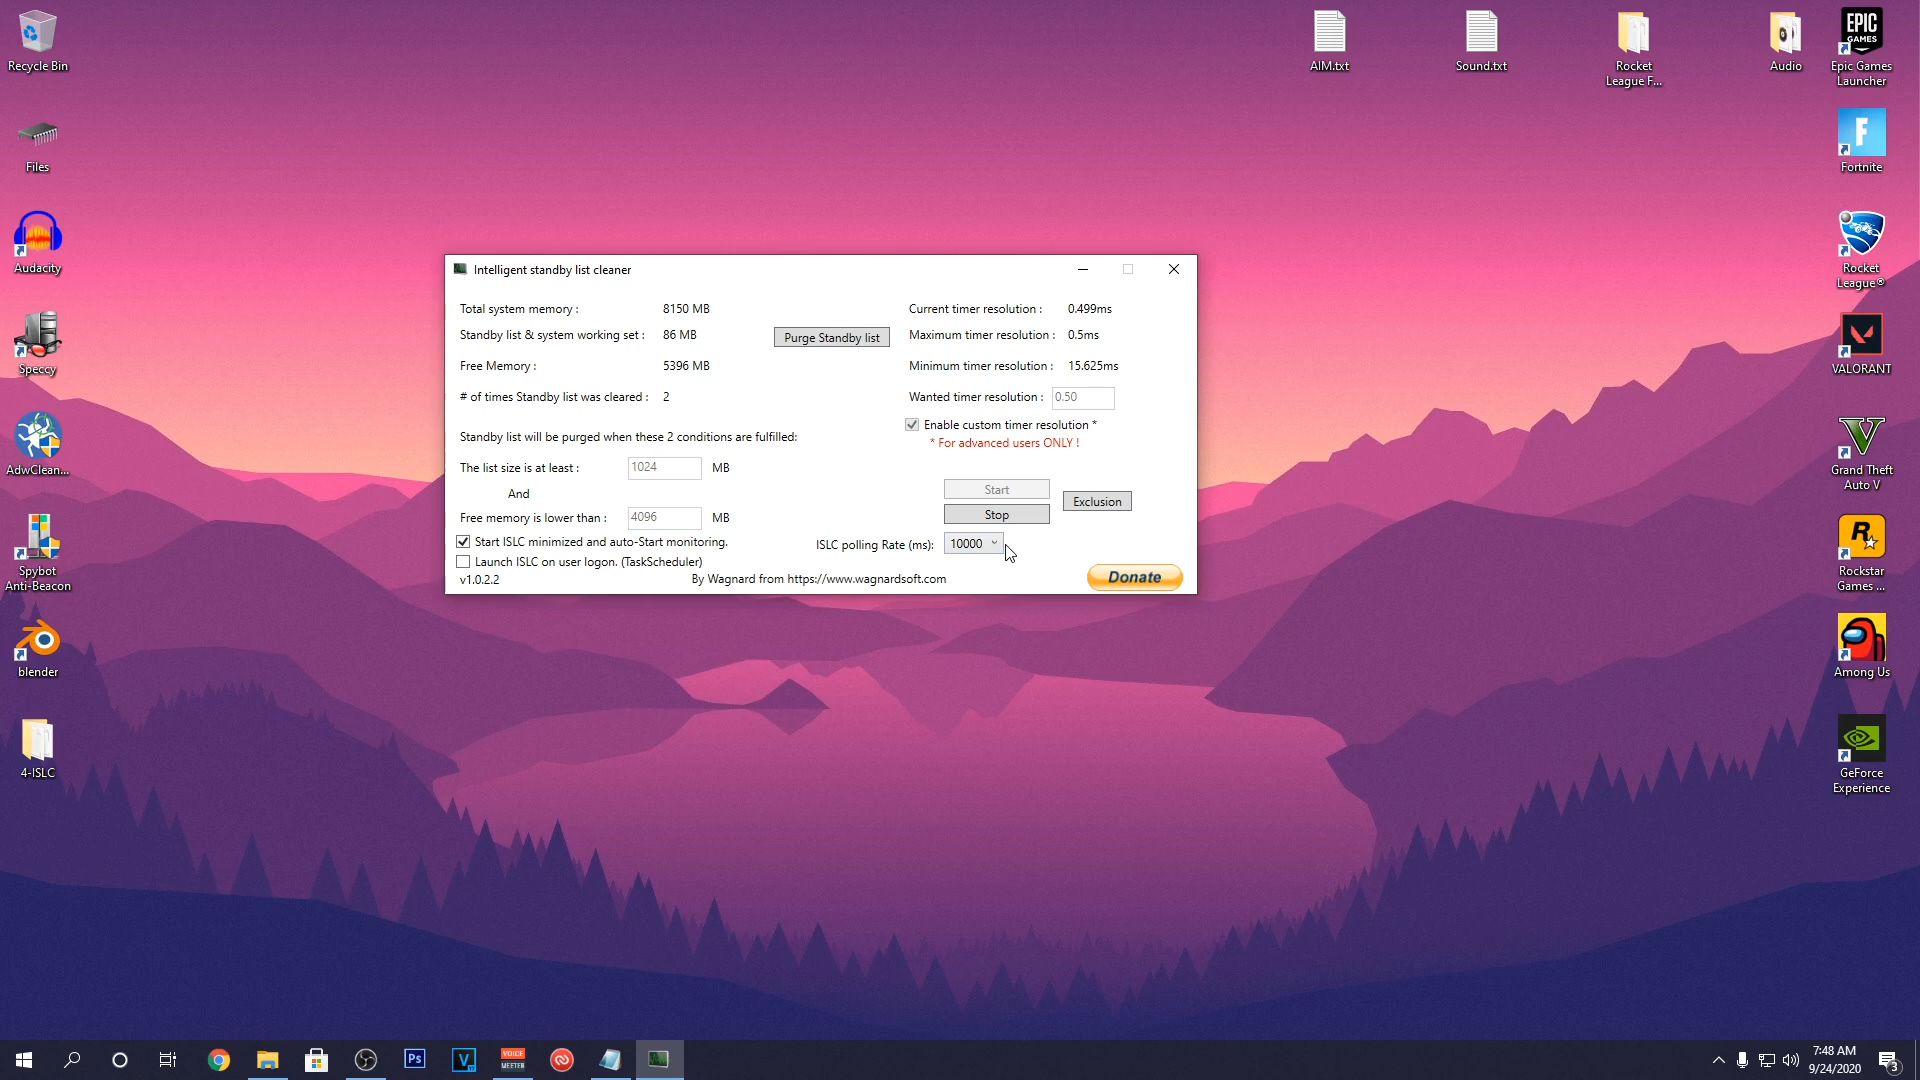 Recycle Bin
Files
Audacity
Speccy
AdwClean...
Spybot
Anti-Beacon
blender
4-ISLC
AIM.txt
Sound.txt
Rocket
League F...
Audio
EPIC
GAMES
Epic Games
Launcher
F
Fortnite
Rocket
League®
VALORANT
V
Grand Theft
Auto V
R
Rockstar
Games ...
Among Us
GeForce
Experience
Intelligent standby list cleaner
Total system memory : 8150 MB
Standby list & system working set : 86 MB
Purge Standby list
Free Memory : 5396 MB
# of times Standby list was cleared : 2
Standby list will be purged when these 2 conditions are fulfilled:
The list size is at least : 1024 MB
And
Free memory is lower than : 4096 MB
Start ISLC minimized and auto-Start monitoring.
Launch ISLC on user logon. (TaskScheduler)
v1.0.2.2
By Wagnard from https://www.wagnardsoft.com
Current timer resolution : 0.499ms
Maximum timer resolution : 0.5ms
Minimum timer resolution : 15.625ms
Wanted timer resolution : 0.50
Enable custom timer resolution *
* For advanced users ONLY !
Start
Stop
Exclusion
ISLC polling Rate (ms): 10000
Donate
Ps
V
VOICE
MEETER
7:48 AM
9/24/2020
3